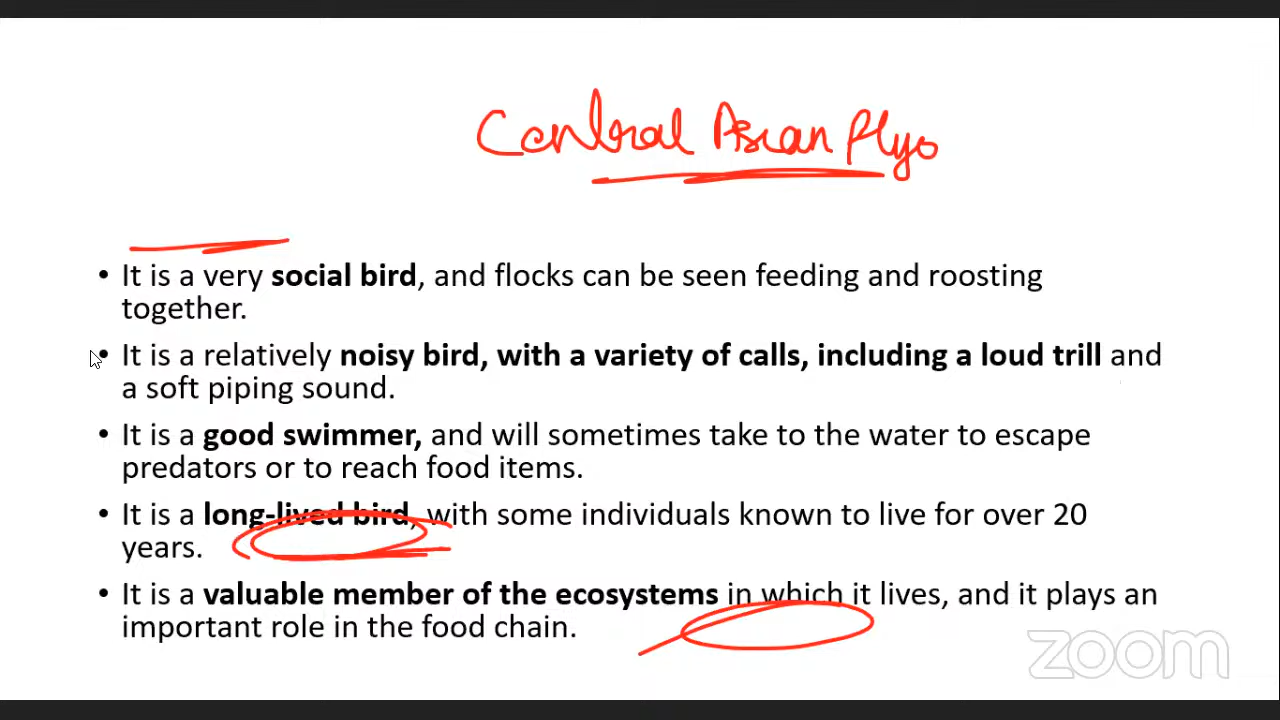 Central Asian Flyo
• It is a very social bird, and flocks can be seen feeding and roosting
together.
• It is a relatively noisy bird, with a variety of calls, including a loud trill and
a soft piping sound.
• It is a good swimmer, and will sometimes take to the water to escape
predators or to reach food items.
• It is a long-lived bird, with some individuals known to live for over 20
years.
• It is a valuable member of the ecosystems in which it lives, and it plays an
important role in the food chain.
zoom